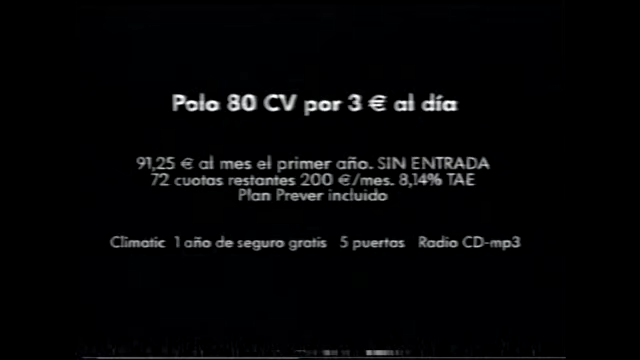 Polo 80 CV por 3 € al día
91,25 € al mes el primer año. SIN ENTRADA
72 cuotas restantes 200 €/mes. 8,14% TAE
Plan Prever incluido
Climatic 1 año de seguro gratis 5 puertas Radio CD-mp3